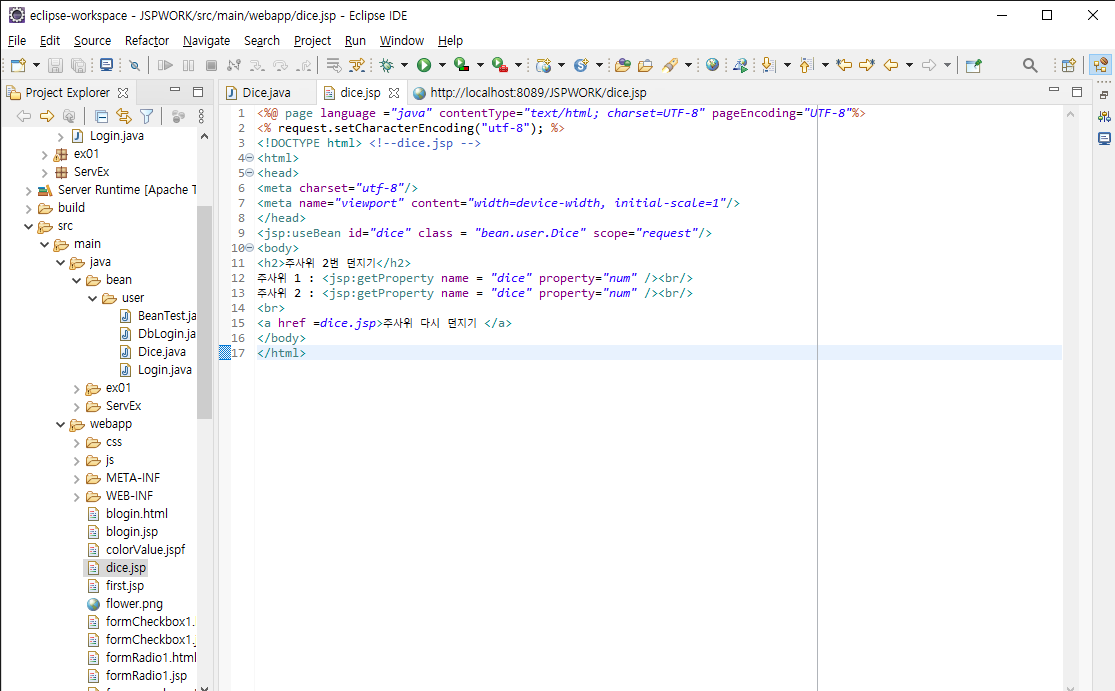 eclipse-workspace - JSPWORK/src/main/webapp/dice.jsp - Eclipse IDE
File Edit Source Refactor Navigate Search Project Run Window Help
Project Explorer
Login.java
ex01
ServEx
Server Runtime [Apache T
build
src
main
java
bean
user
BeanTest.ja
DbLogin.ja
Dice.java
Login.java
ex01
ServEx
webapp
css
js
META-INF
WEB-INF
blogin.html
blogin.jsp
colorValue.jspf
dice.jsp
first.jsp
flower.png
formCheckbox1.
formCheckbox1.
formRadio1.html
formRadio1.jsp
Dice.java dice.jsp http://localhost:8089/JSPWORK/dice.jsp
1 <%@ page language ="java" contentType="text/html; charset=UTF-8" pageEncoding="UTF-8"%>
2 <% request.setCharacterEncoding("utf-8"); %>
3 <!DOCTYPE html> <!--dice.jsp -->
4 <html>
5 <head>
6 <meta charset="utf-8"/>
7 <meta name="viewport" content="width=device-width, initial-scale=1"/>
8 </head>
9 <jsp:useBean id="dice" class = "bean.user.Dice" scope="request"/>
10 <body>
11 <h2>주사위 2번 던지기</h2>
12 주사위 1 : <jsp:getProperty name = "dice" property="num" /><br/>
13 주사위 2 : <jsp:getProperty name = "dice" property="num" /><br/>
14 <br>
15 <a href =dice.jsp>주사위 다시 던지기 </a>
16 </body>
17 </html>